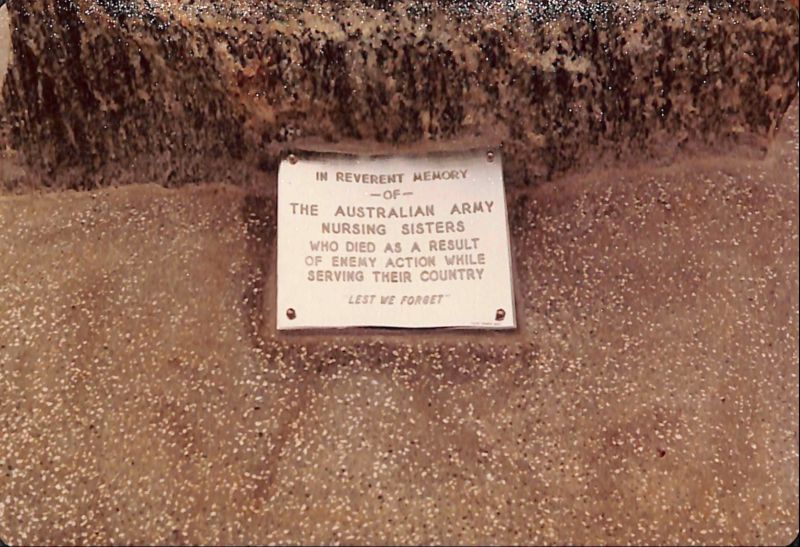 IN REVERENT MEMORY
—OF—
THE AUSTRALIAN ARMY
NURSING SISTERS
WHO DIED AS A RESULT
OF ENEMY ACTION WHILE
SERVING THEIR COUNTRY
"LEST WE FORGET"